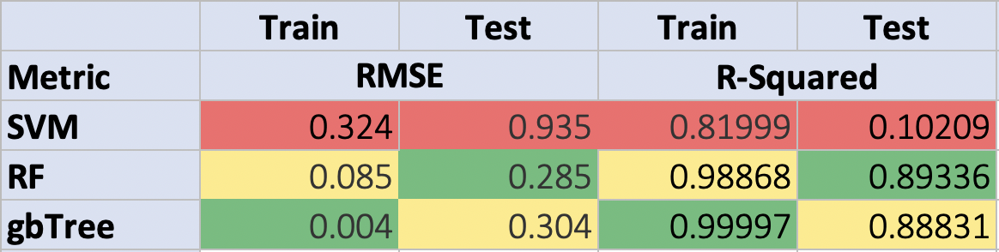 Train Test Train Test
Metric RMSE R-Squared
SVM 0.324 0.935 0.81999 0.10209
RF 0.085 0.285 0.98868 0.89336
gbTree 0.004 0.304 0.99997 0.88831